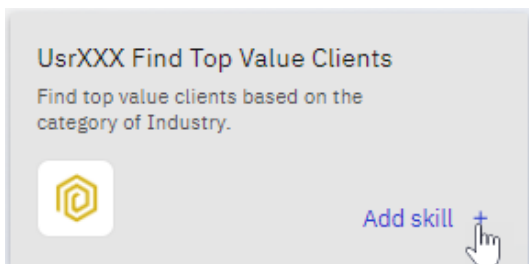 UsrXXX Find Top Value Clients
Find top value clients based on the
category of Industry.
Add skill +